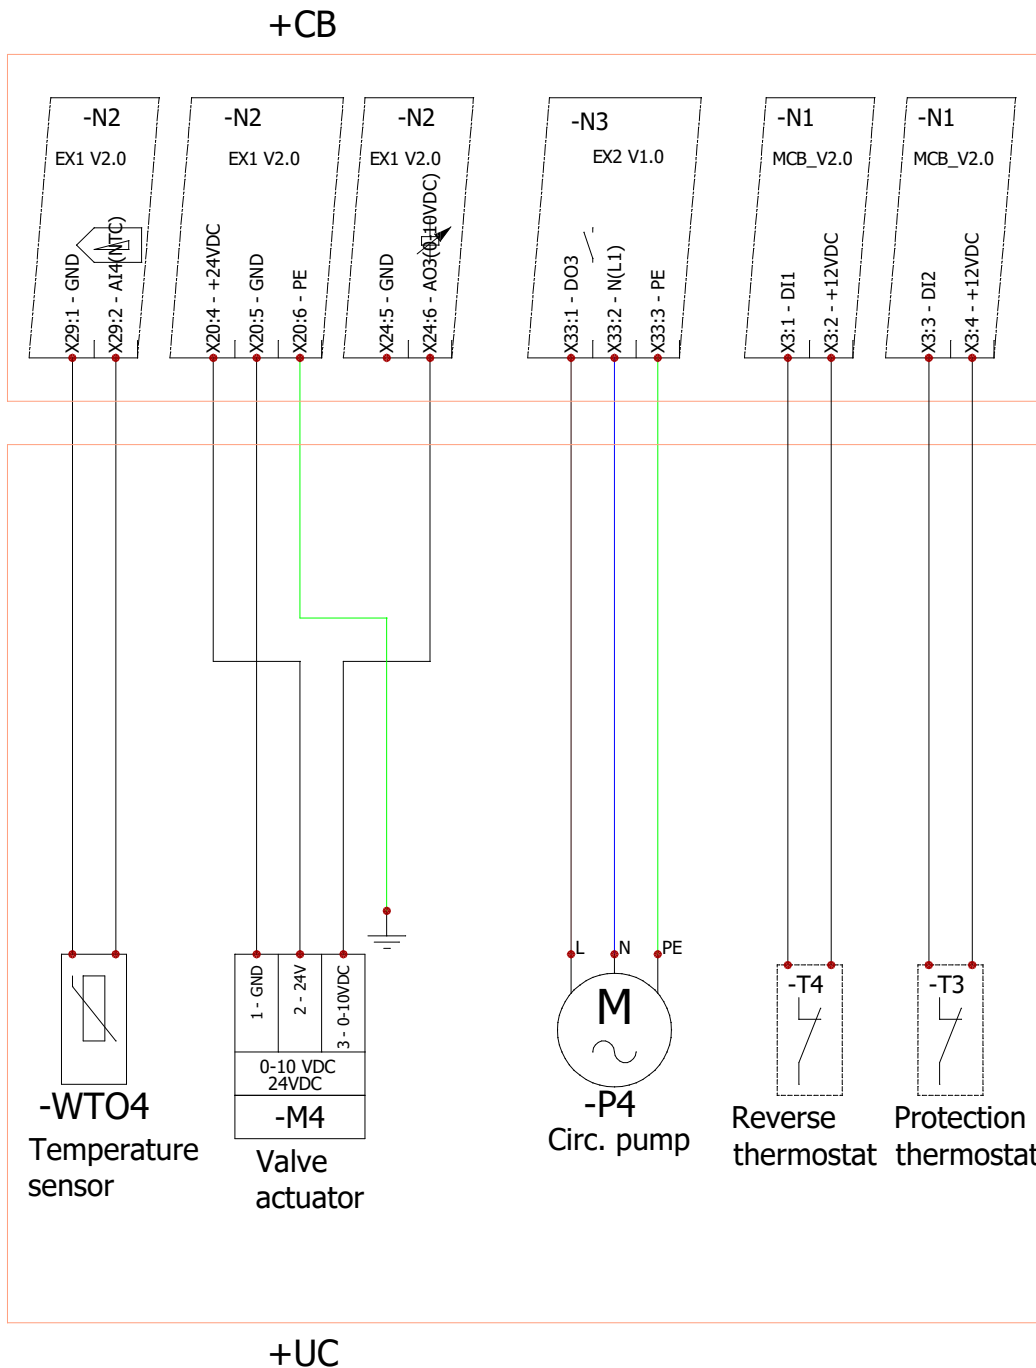 +CB
-N2
-N2
-N2
-N3
-N1
-N1
EX1 V2.0
EX1 V2.0
EX1 V2.0
EX2 V1.0
MCB_V2.0
MCB_V2.0
X29:1 - GND
X29:2 - AI4(NTC)
X20:4 - +24VDC
X20:5 - GND
X20:6 - PE
X24:5 - GND
X24:6 - AO3(0-10VDC)
X33:1 - DO3
X33:2 - N(L1)
X33:3 - PE
X3:1 - DI1
X3:2 - +12VDC
X3:3 - DI2
X3:4 - +12VDC
1 - GND
2 - 24V
3 - 0-10VDC
0-10 VDC
24VDC
-M4
L
N
PE
M
-T4
-T3
-WTO4
Temperature
sensor
Valve
actuator
-P4
Circ. pump
Reverse
thermostat
Protection
thermostat
+UC